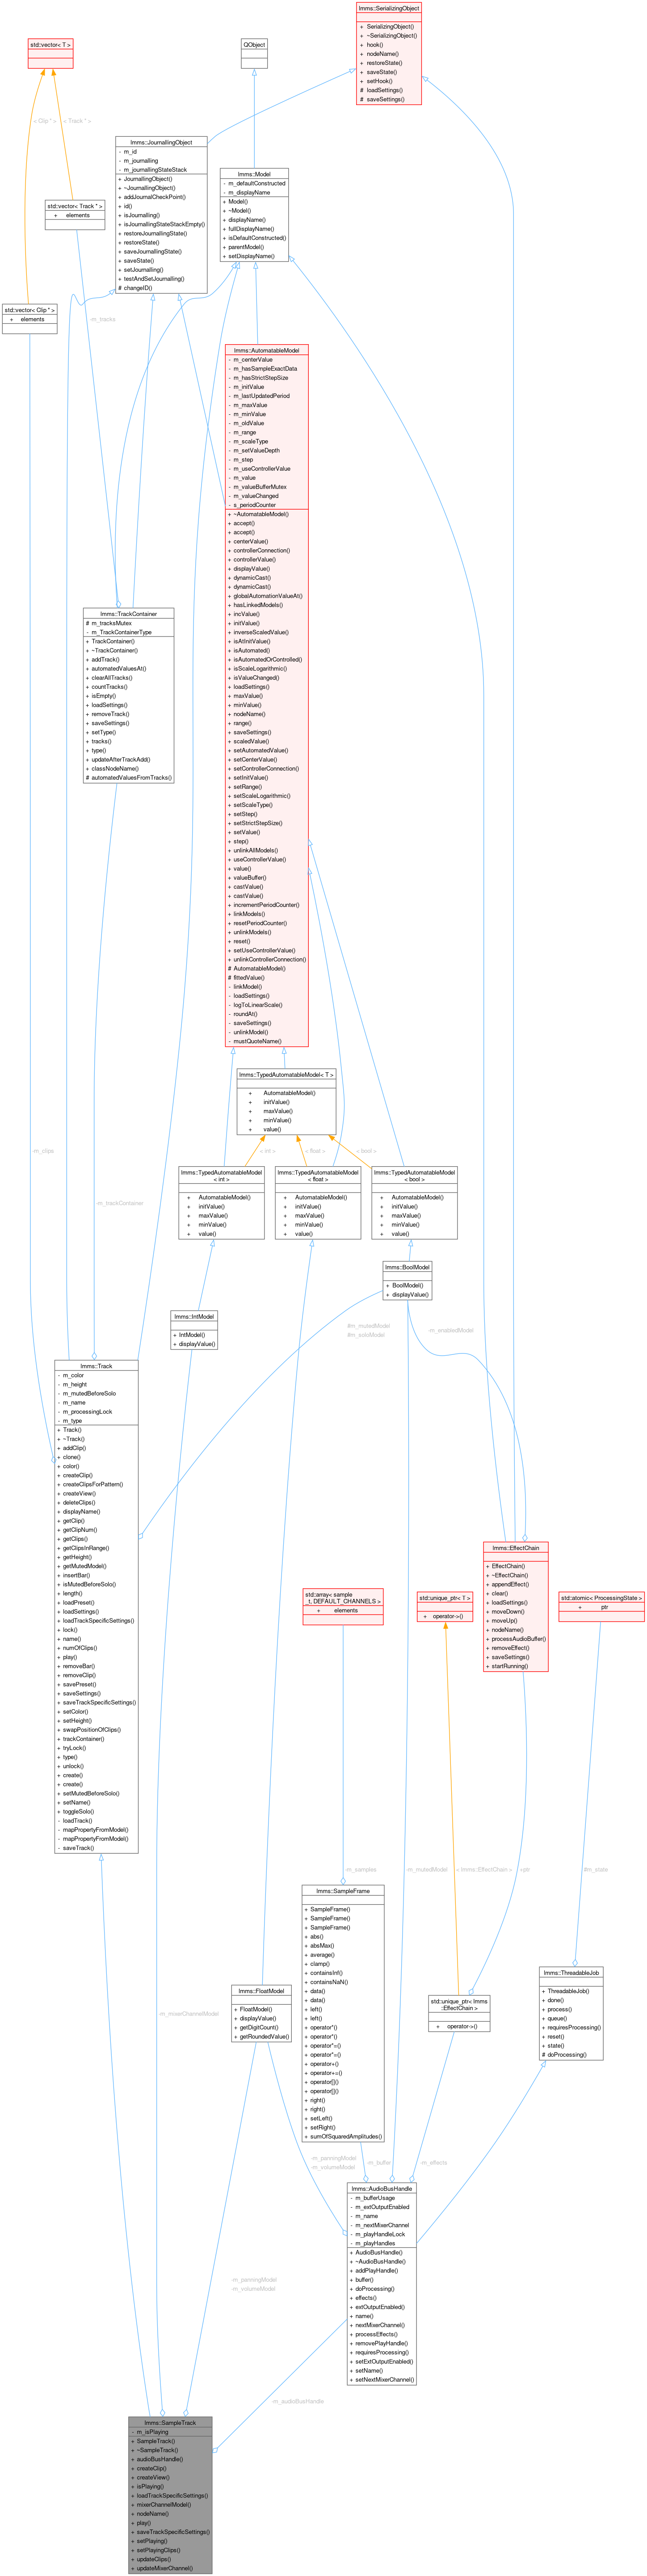 lmms::SerializingObject
+ SerializingObject()
+ ~SerializingObject()
+ hook()
+ nodeName()
+ restoreState()
+ saveState()
+ setHook()
# loadSettings()
# saveSettings()
std::vector< T >
QObject
< Clip * >
< Track * >
lmms::JournallingObject
- m_id
- m_journalling
- m_journallingStateStack
+ JournallingObject()
+ ~JournallingObject()
+ addJournalCheckPoint()
+ id()
+ isJournalling()
+ isJournallingStateStackEmpty()
+ restoreJournallingState()
+ restoreState()
+ saveJournallingState()
+ saveState()
+ setJournalling()
+ testAndSetJournalling()
# changeID()
lmms::Model
- m_defaultConstructed
- m_displayName
+ Model()
+ ~Model()
+ displayName()
+ fullDisplayName()
+ isDefaultConstructed()
+ parentModel()
+ setDisplayName()
std::vector< Track * >
+ elements
std::vector< Clip * >
+ elements
-m_tracks
lmms::AutomatableModel
- m_centerValue
- m_hasSampleExactData
- m_hasStrictStepSize
- m_initValue
- m_lastUpdatedPeriod
- m_maxValue
- m_minValue
- m_oldValue
- m_range
- m_scaleType
- m_setValueDepth
- m_step
- m_useControllerValue
- m_value
- m_valueBufferMutex
- m_valueChanged
- s_periodCounter
+ ~AutomatableModel()
+ accept()
+ accept()
+ centerValue()
+ controllerConnection()
+ controllerValue()
+ displayValue()
+ dynamicCast()
+ dynamicCast()
+ globalAutomationValueAt()
+ hasLinkedModels()
+ incValue()
+ initValue()
+ inverseScaledValue()
+ isAtInitValue()
+ isAutomated()
+ isAutomatedOrControlled()
+ isScaleLogarithmic()
+ isValueChanged()
+ loadSettings()
+ maxValue()
+ minValue()
+ nodeName()
+ range()
+ saveSettings()
+ scaledValue()
+ setAutomatedValue()
+ setCenterValue()
+ setControllerConnection()
+ setInitValue()
+ setRange()
+ setScaleLogarithmic()
+ setScaleType()
+ setStep()
+ setStrictStepSize()
+ setValue()
+ step()
+ unlinkAllModels()
+ useControllerValue()
+ value()
+ valueBuffer()
+ castValue()
+ castValue()
+ incrementPeriodCounter()
+ linkModels()
+ resetPeriodCounter()
+ unlinkModels()
+ reset()
+ setUseControllerValue()
+ unlinkControllerConnection()
# AutomatableModel()
# fittedValue()
- linkModel()
- loadSettings()
- logToLinearScale()
- roundAt()
- saveSettings()
- unlinkModel()
- mustQuoteName()
lmms::TrackContainer
# m_tracksMutex
- m_TrackContainerType
+ TrackContainer()
+ ~TrackContainer()
+ addTrack()
+ automatedValuesAt()
+ clearAllTracks()
+ countTracks()
+ isEmpty()
+ loadSettings()
+ removeTrack()
+ saveSettings()
+ setType()
+ tracks()
+ type()
+ updateAfterTrackAdd()
+ classNodeName()
# automatedValuesFromTracks()
lmms::TypedAutomatableModel< T >
+ AutomatableModel()
+ initValue()
+ maxValue()
+ minValue()
+ value()
-m_clips
< int >
< float >
< bool >
-m_trackContainer
lmms::TypedAutomatableModel
< int >
+ AutomatableModel()
+ initValue()
+ maxValue()
+ minValue()
+ value()
lmms::TypedAutomatableModel
< float >
+ AutomatableModel()
+ initValue()
+ maxValue()
+ minValue()
+ value()
lmms::TypedAutomatableModel
< bool >
+ AutomatableModel()
+ initValue()
+ maxValue()
+ minValue()
+ value()
lmms::BoolModel
+ BoolModel()
+ displayValue()
lmms::IntModel
+ IntModel()
+ displayValue()
#m_mutedModel
#m_soloModel
-m_enabledModel
lmms::Track
- m_color
- m_height
- m_mutedBeforeSolo
- m_name
- m_processingLock
- m_type
+ Track()
+ ~Track()
+ addClip()
+ clone()
+ color()
+ createClip()
+ createClipsForPattern()
+ createView()
+ deleteClips()
+ displayName()
+ getClip()
+ getClipNum()
+ getClips()
+ getClipsInRange()
+ getHeight()
+ getMutedModel()
+ insertBar()
+ isMutedBeforeSolo()
+ length()
+ loadPreset()
+ loadSettings()
+ loadTrackSpecificSettings()
+ lock()
+ name()
+ numOfClips()
+ play()
+ removeBar()
+ removeClip()
+ savePreset()
+ saveSettings()
+ saveTrackSpecificSettings()
+ setColor()
+ setHeight()
+ swapPositionOfClips()
+ trackContainer()
+ tryLock()
+ type()
+ unlock()
+ create()
+ create()
+ setMutedBeforeSolo()
+ setName()
+ toggleSolo()
- loadTrack()
- mapPropertyFromModel()
- mapPropertyFromModel()
- saveTrack()
lmms::EffectChain
+ EffectChain()
+ ~EffectChain()
+ appendEffect()
+ clear()
+ loadSettings()
+ moveDown()
+ moveUp()
+ nodeName()
+ processAudioBuffer()
+ removeEffect()
+ saveSettings()
+ startRunning()
std::array< sample
_t, DEFAULT_CHANNELS >
+ elements
std::unique_ptr< T >
+ operator->()
std::atomic< ProcessingState >
+ ptr
-m_samples
-m_mutedModel
< lmms::EffectChain >
+ptr
#m_state
lmms::SampleFrame
+ SampleFrame()
+ SampleFrame()
+ SampleFrame()
+ abs()
+ absMax()
+ average()
+ clamp()
+ containsInf()
+ containsNaN()
+ data()
+ data()
+ left()
+ left()
+ operator*()
+ operator*()
+ operator*=()
+ operator*=()
+ operator+()
+ operator+=()
+ operator[]()
+ operator[]()
+ right()
+ right()
+ setLeft()
+ setRight()
+ sumOfSquaredAmplitudes()
lmms::FloatModel
+ FloatModel()
+ displayValue()
+ getDigitCount()
+ getRoundedValue()
std::unique_ptr< lmms
::EffectChain >
+ operator->()
lmms::ThreadableJob
+ ThreadableJob()
+ done()
+ process()
+ queue()
+ requiresProcessing()
+ reset()
+ state()
# doProcessing()
-m_mixerChannelModel
-m_panningModel
-m_volumeModel
-m_buffer
-m_effects
lmms::AudioBusHandle
- m_bufferUsage
- m_extOutputEnabled
- m_name
- m_nextMixerChannel
- m_playHandleLock
- m_playHandles
+ AudioBusHandle()
+ ~AudioBusHandle()
+ addPlayHandle()
+ buffer()
+ doProcessing()
+ effects()
+ extOutputEnabled()
+ name()
+ nextMixerChannel()
+ processEffects()
+ removePlayHandle()
+ requiresProcessing()
+ setExtOutputEnabled()
+ setName()
+ setNextMixerChannel()
-m_panningModel
-m_volumeModel
-m_audioBusHandle
lmms::SampleTrack
- m_isPlaying
+ SampleTrack()
+ ~SampleTrack()
+ audioBusHandle()
+ createClip()
+ createView()
+ isPlaying()
+ loadTrackSpecificSettings()
+ mixerChannelModel()
+ nodeName()
+ play()
+ saveTrackSpecificSettings()
+ setPlaying()
+ setPlayingClips()
+ updateClips()
+ updateMixerChannel()